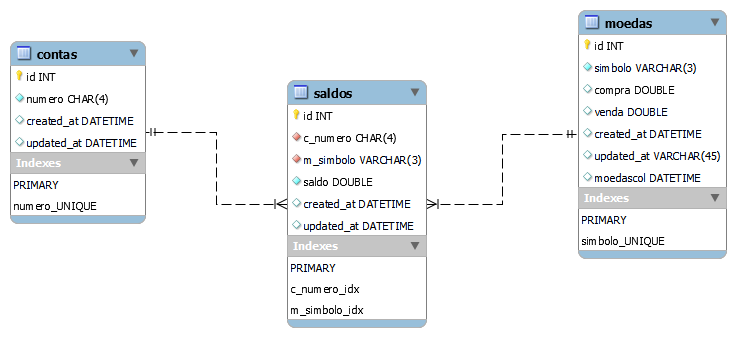 contas
id INT
numero CHAR(4)
created_at DATETIME
updated_at DATETIME
Indexes
PRIMARY
numero_UNIQUE
saldos
id INT
c_numero CHAR(4)
m_simbolo VARCHAR(3)
saldo DOUBLE
created_at DATETIME
updated_at DATETIME
Indexes
PRIMARY
c_numero_idx
m_simbolo_idx
moedas
id INT
simbolo VARCHAR(3)
compra DOUBLE
venda DOUBLE
created_at DATETIME
updated_at VARCHAR(45)
moedascol DATETIME
Indexes
PRIMARY
simbolo_UNIQUE